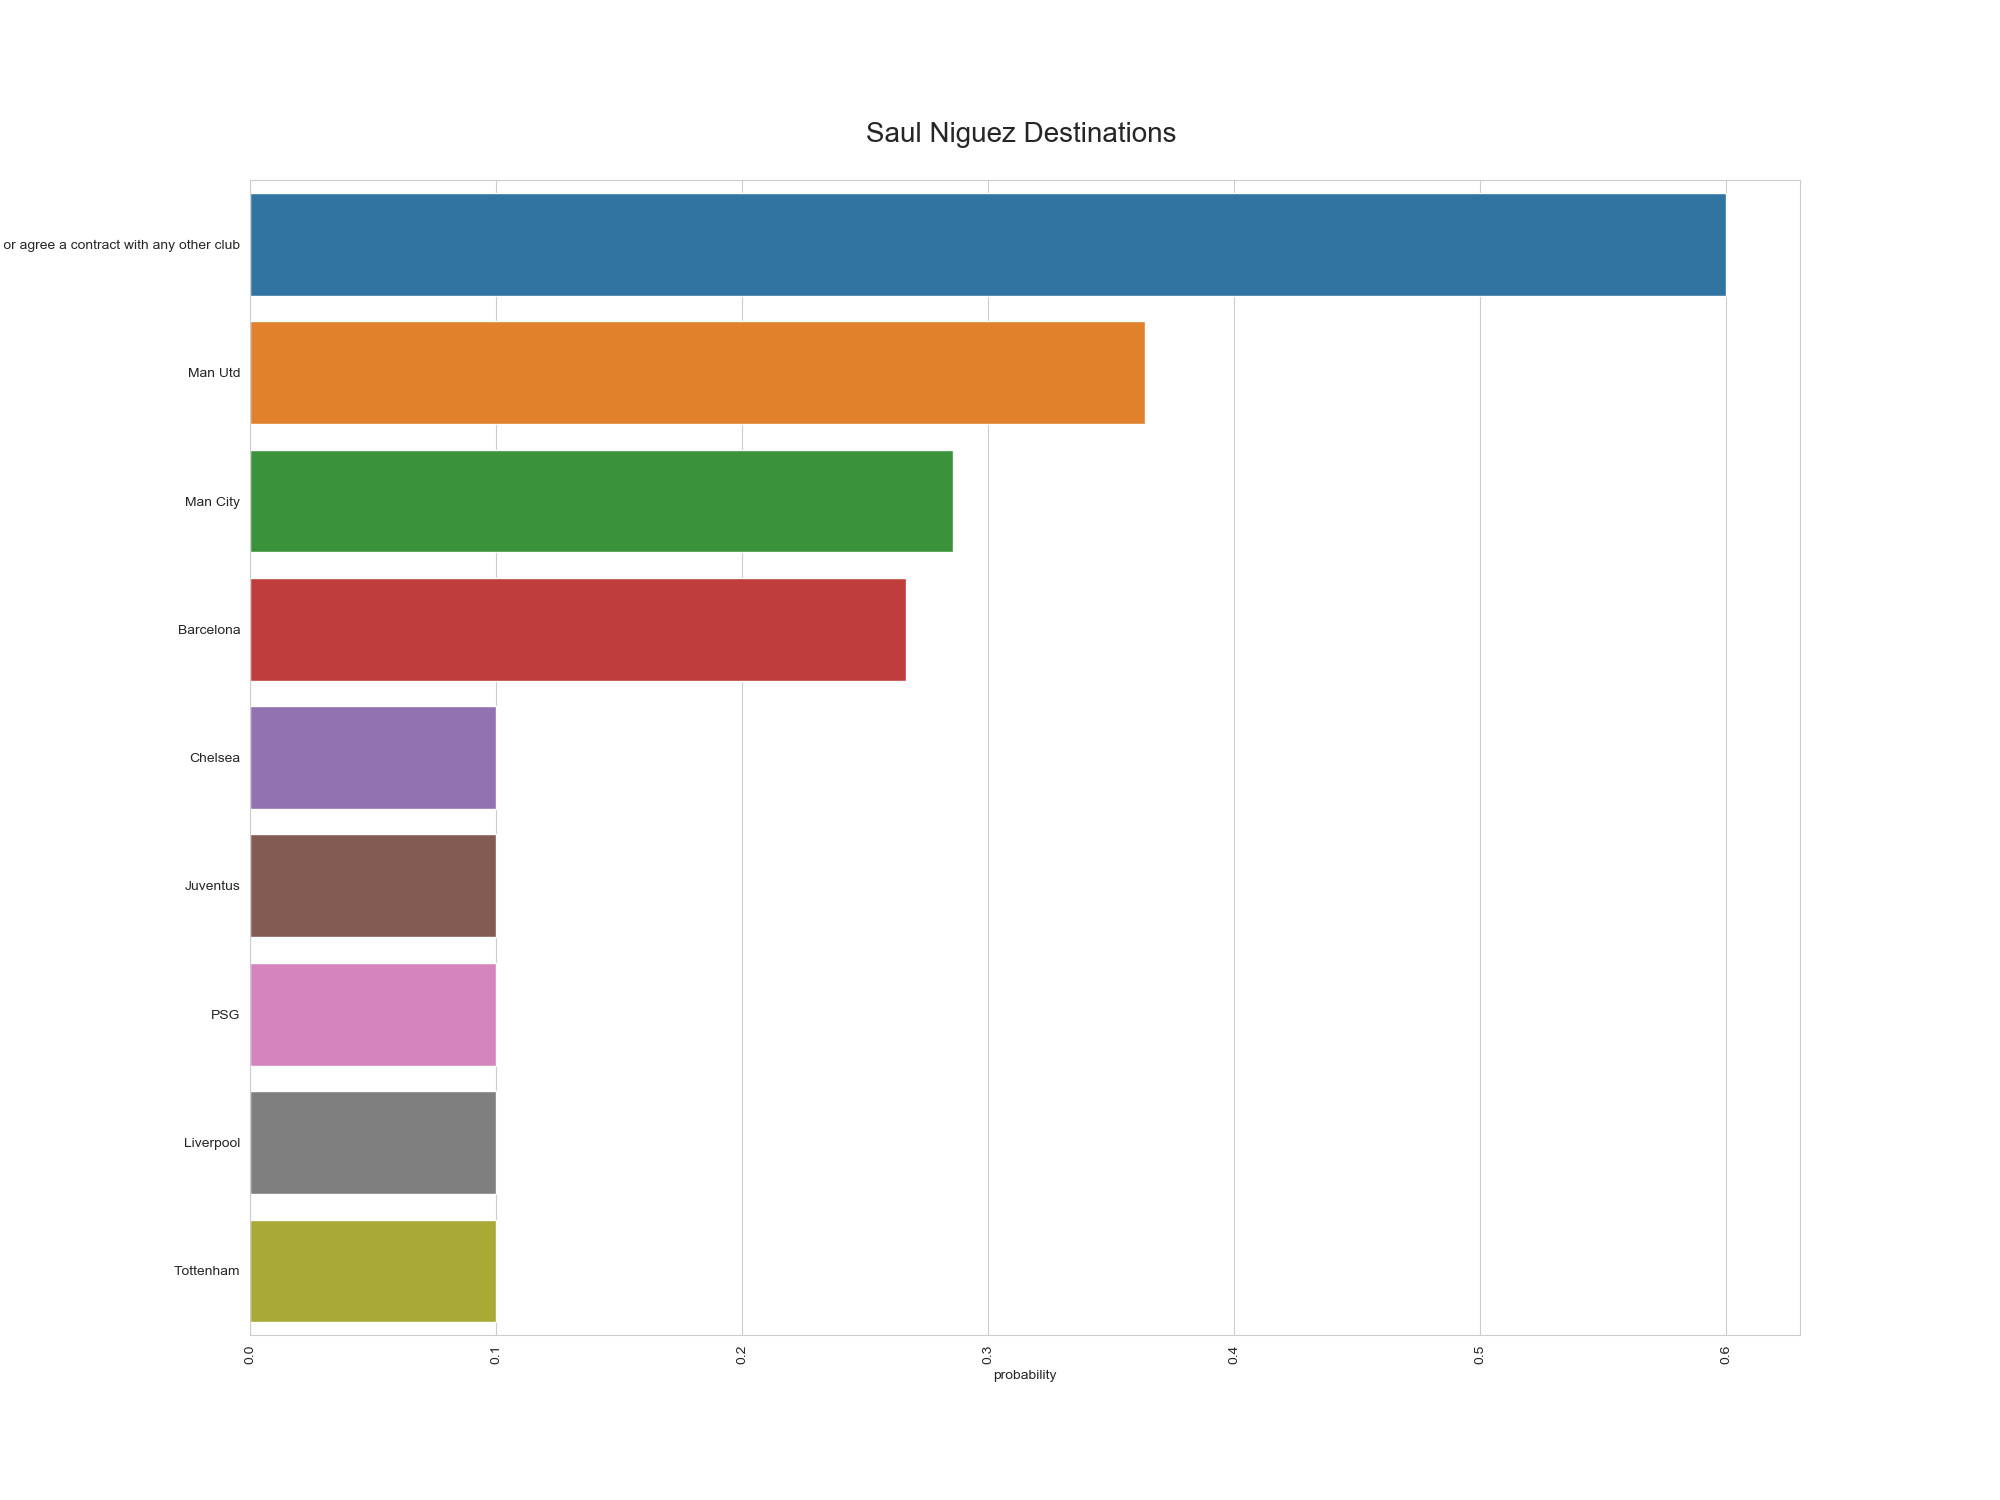 Saul Niguez Destinations
or agree a contract with any other club
Man Utd
Man City
Barcelona
Chelsea
Juventus
PSG
Liverpool
Tottenham
0.0
0.1
0.2
0.3
0.4
0.5
0.6
probability